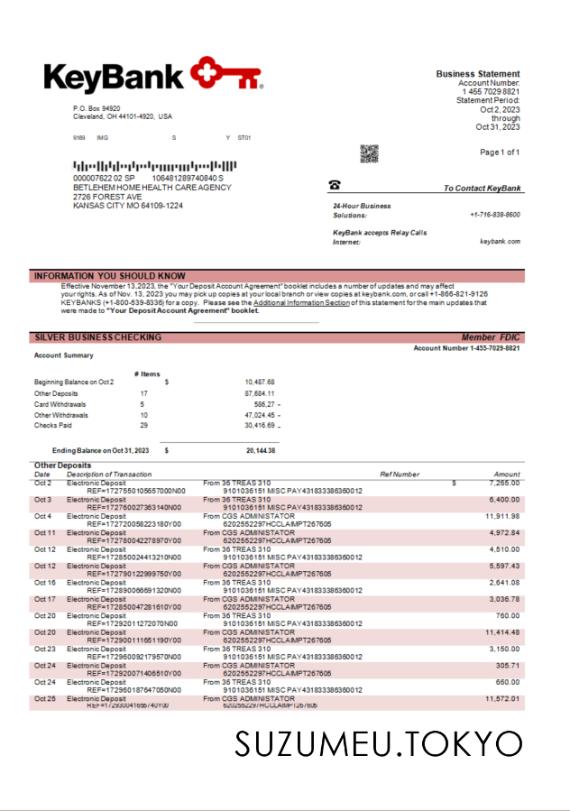 KeyBank
Business Statement
Account Number:
1 455 7029 8821
Statement Period:
Oct 2, 2023
through
Oct 31, 2023
Page 1 of 1
P.O. Box 94920
Cleveland, OH 44101-4920, USA
9169 IMG S Y ST01
000007622 02 SP 106481289740840 S
BETLEHEM HOME HEALTH CARE AGENCY
2726 FOREST AVE
KANSAS CITY MO 64109-1224
To Contact KeyBank
24-Hour Business
Solutions: +1-716-838-8600
KeyBank accepts Relay Calls
Internet: keybank.com
INFORMATION YOU SHOULD KNOW
Effective November 13,2023, the "Your Deposit Account Agreement" booklet includes a number of updates and may affect
your rights. As of Nov. 13, 2023 you may pick up copies at your local branch or view copies at keybank.com, or call +1-866-821-9126
KEYBANKS (+1-800-539-8336) for a copy. Please see the Additional Information Section of this statement for the main updates that
were made to "Your Deposit Account Agreement" booklet.
SILVER BUSINESS CHECKING Member FDIC
Account Number 1-455-7029-8821
Account Summary
# Items
Beginning Balance on Oct 2 $ 10,487.68
Other Deposits 17 87,684.11
Card Withdrawals 5 586,27 –
Other Withdrawals 10 47,024.45 –
Checks Paid 29 30,416.69 –
Ending Balance on Oct 31, 2023 $ 20,144.38
Other Deposits
Date Description of Transaction Ref Number Amount
Oct 2 Electronic Deposit From 36 TREAS 310 $ 7,265.00
REF=1727550105657000N00 9101036151 MISC PAY431833386360012
Oct 3 Electronic Deposit From 36 TREAS 310 6,400.00
REF=172760027363140N00 9101036151 MISC PAY431833386360012
Oct 4 Electronic Deposit From CGS ADMINISTATOR 11,911.98
REF=172720058223180Y00 6202552297HCCLAIMPT267605
Oct 11 Electronic Deposit From CGS ADMINISTATOR 4,972.84
REF=172780042278970Y00 6202552297HCCLAIMPT267605
Oct 12 Electronic Deposit From 36 TREAS 310 4,510.00
REF=172850024413210N00 9101036151 MISC PAY431833386360012
Oct 12 Electronic Deposit From CGS ADMINISTATOR 5,597.43
REF=172790122999750Y00 6202552297HCCLAIMPT267605
Oct 16 Electronic Deposit From 36 TREAS 310 2,641.08
REF=172890066691320N00 9101036151 MISC PAY431833386360012
Oct 17 Electronic Deposit From CGS ADMINISTATOR 3,036.78
REF=172850047281610Y00 6202552297HCCLAIMPT267605
Oct 20 Electronic Deposit From 36 TREAS 310 760.00
REF=172920112720?0N00 9101036151 MISC PAY431833386360012
Oct 20 Electronic Deposit From CGS ADMINISTATOR 11,414.48
REF=172900111651190Y00 6202552297HCCLAIMPT267605
Oct 23 Electronic Deposit From 36 TREAS 310 3,150.00
REF=172960092179570N00 9101036151 MISC PAY431833386360012
Oct 24 Electronic Deposit From CGS ADMINISTATOR 305.71
REF=172920071406510Y00 6202552297HCCLAIMPT267605
Oct 24 Electronic Deposit From 36 TREAS 310 660.00
REF=172960187647050N00 9101036151 MISC PAY431833386360012
Oct 25 Electronic Deposit From CGS ADMINISTATOR 11,572.01
6202552297HCCLAIMPT267605
SUZUMEU.TOKYO